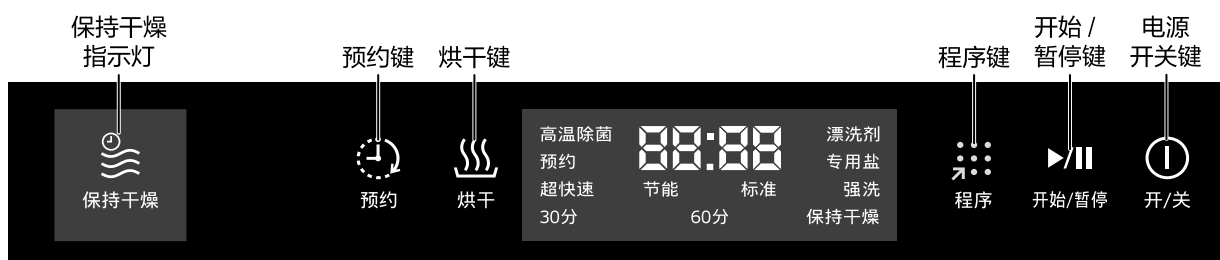 保持干燥
指示灯
预约键
烘干键
程序键
开始 /
暂停键
电源
开关键
高温除菌
88:88
漂洗剂
预约
专用盐
超快速
节能
标准
强洗
30分
60分
保持干燥
保持干燥
预约
烘干
程序
开始/暂停
开/关